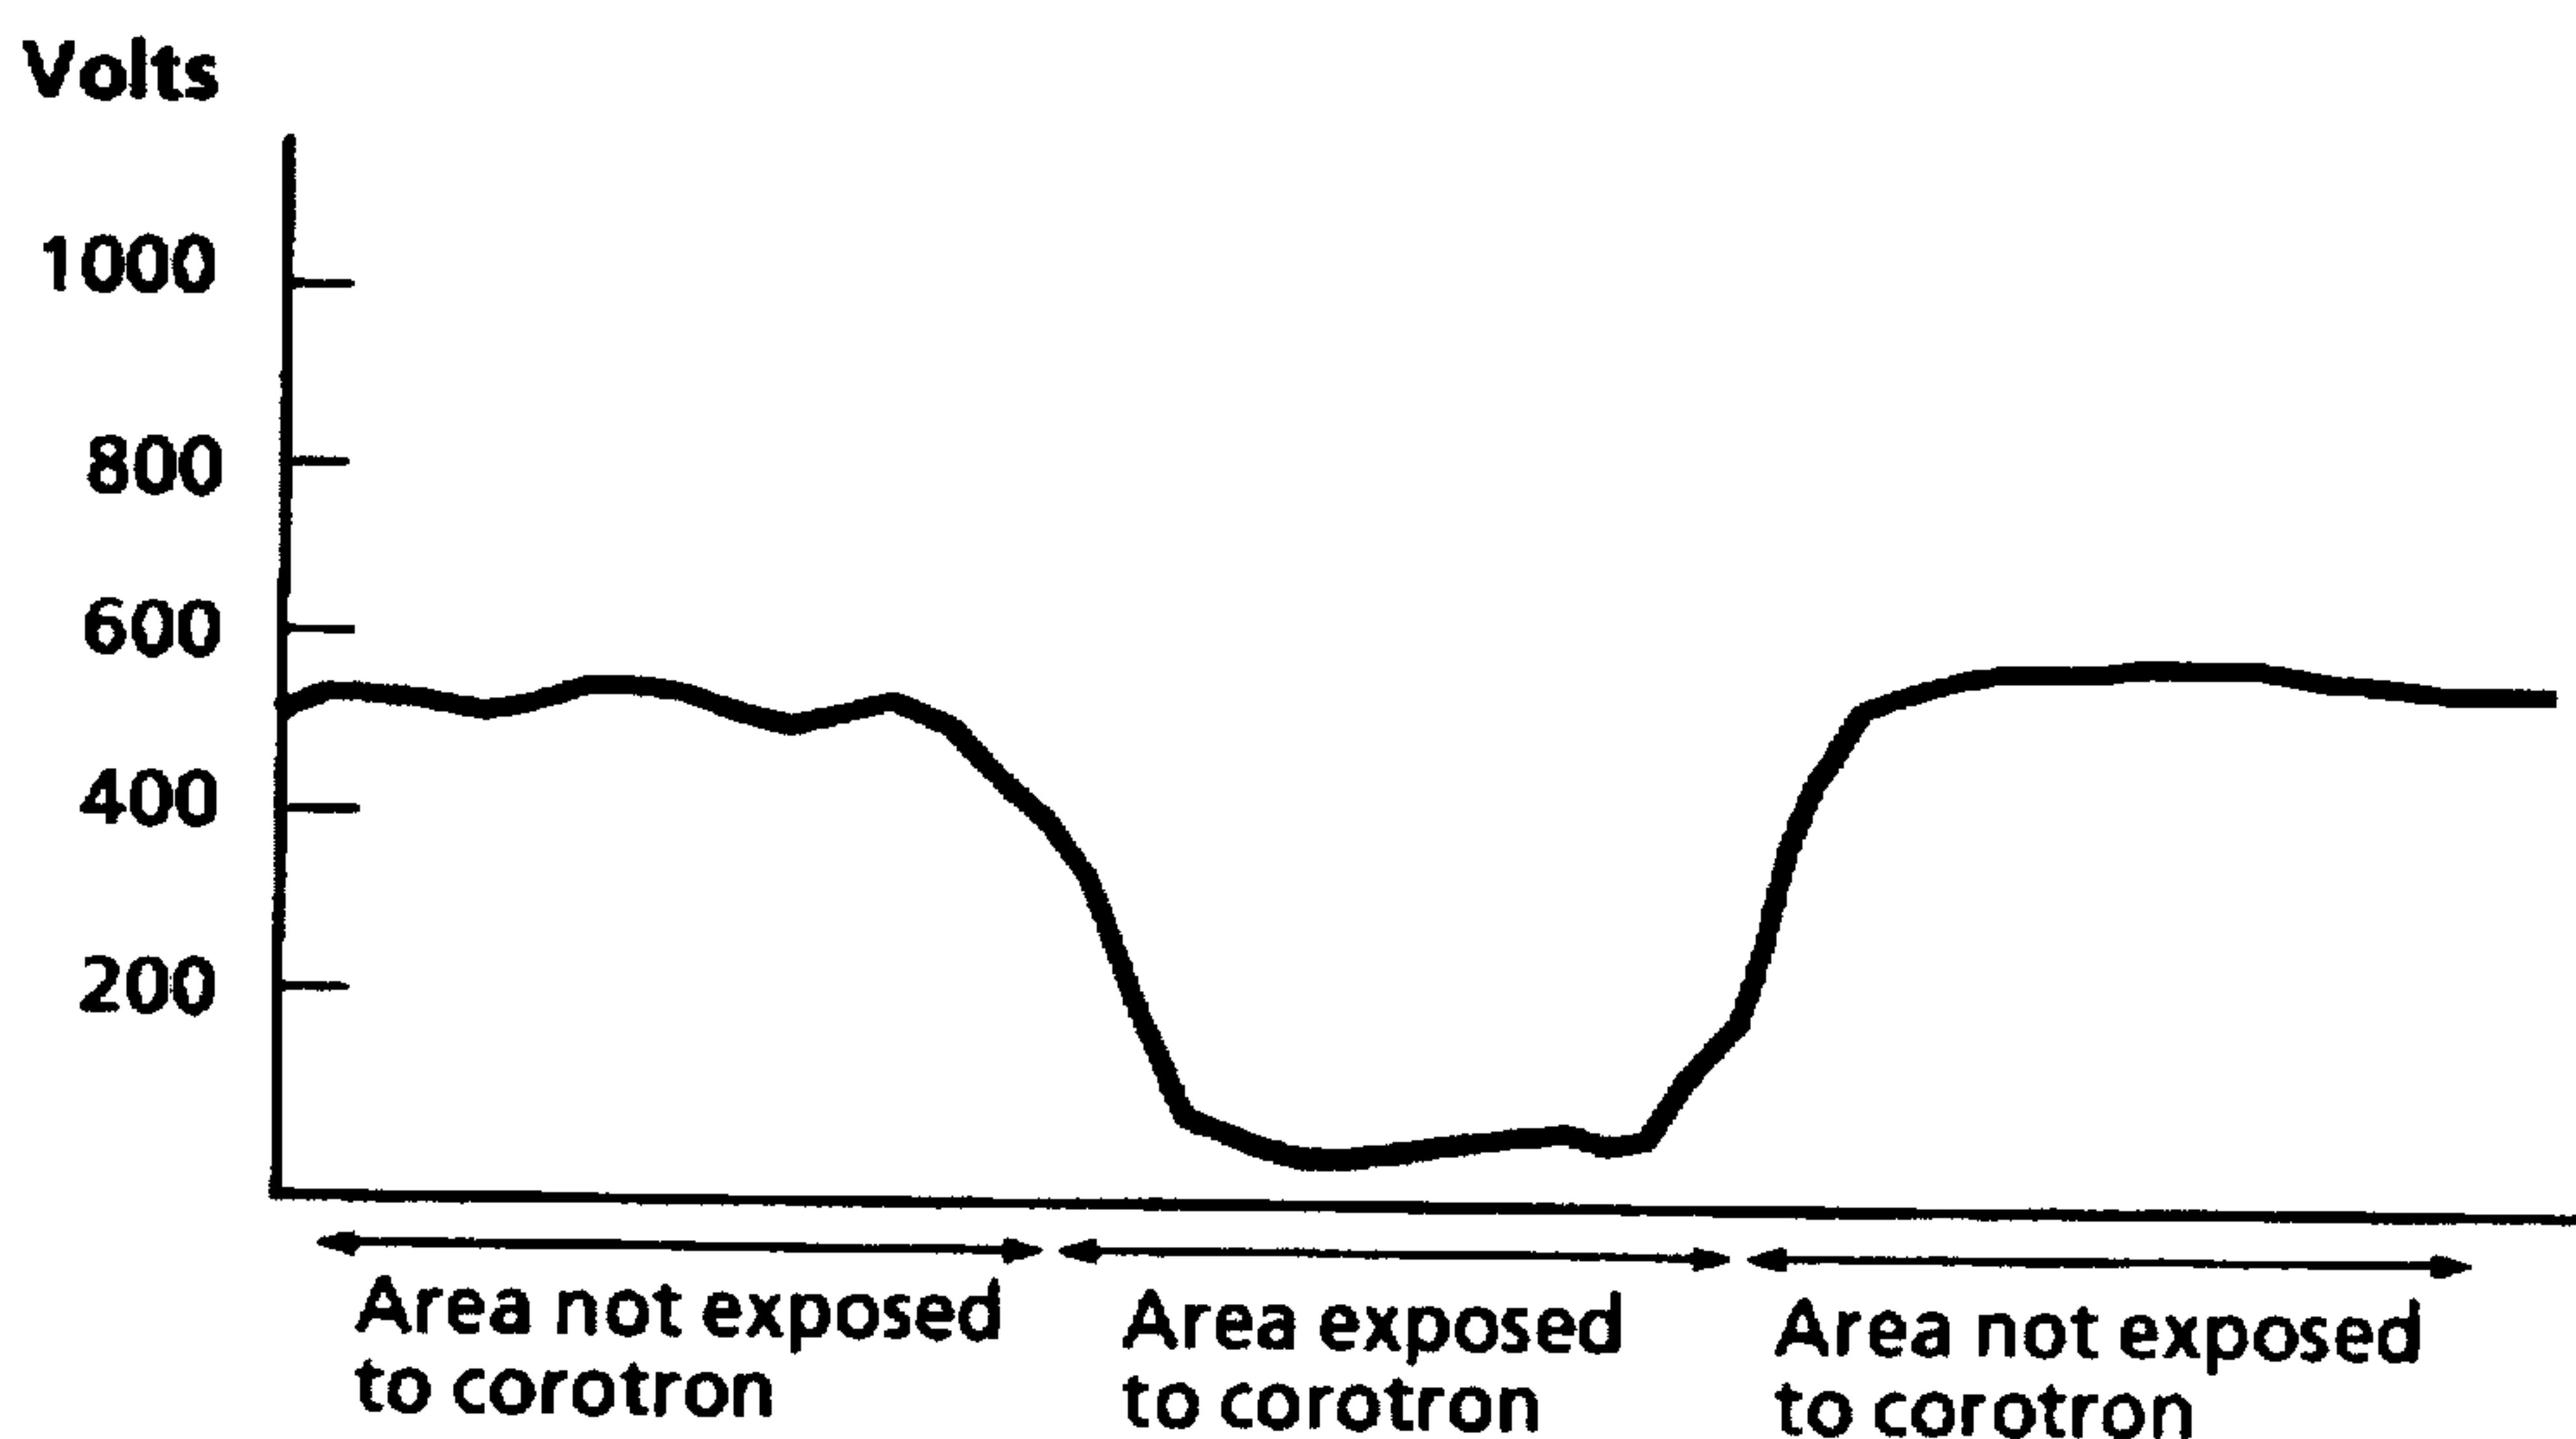 Volts
1000
800
600
400
200
Area not exposed
to corotron
Area exposed
to corotron
Area not exposed
to corotron